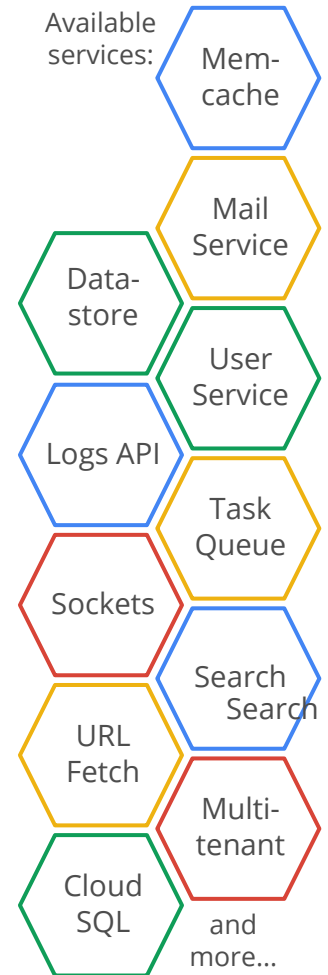 Available
services:
Mem-
cache
Mail
Service
Data-
store
User
Service
Logs API
Task
Queue
Sockets
Search
Search
URL
Fetch
Multi-
tenant
Cloud
SQL
and
more...